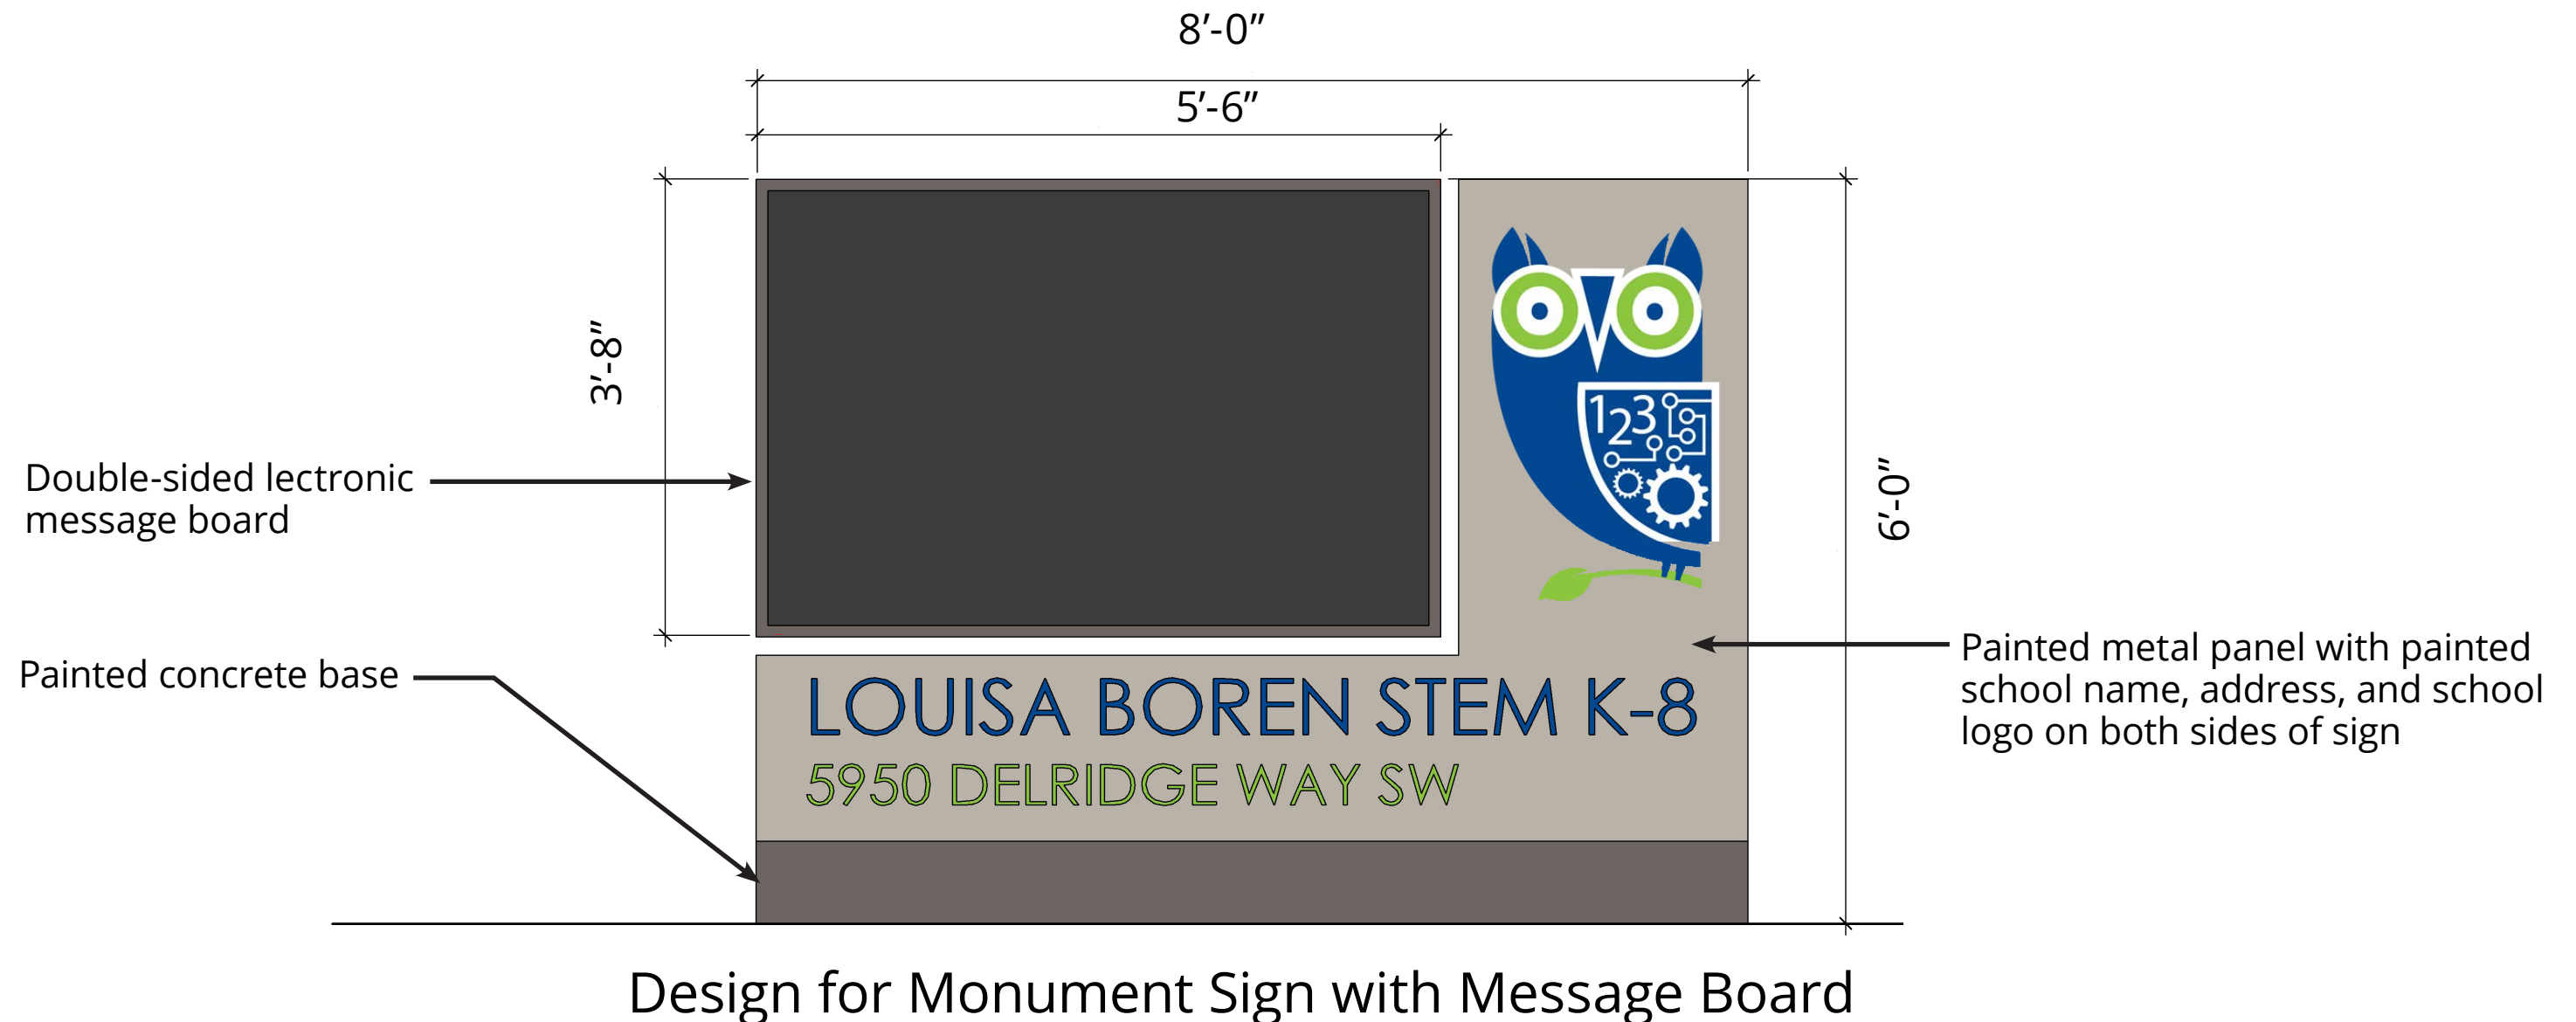 8’-0”
5’-6”
3’-8”
6’-0”
123
Double-sided lectronic
message board
Painted concrete base
Painted metal panel with painted
school name, address, and school
logo on both sides of sign
LOUISA BOREN STEM K-8
5950 DELRIDGE WAY SW
Design for Monument Sign with Message Board